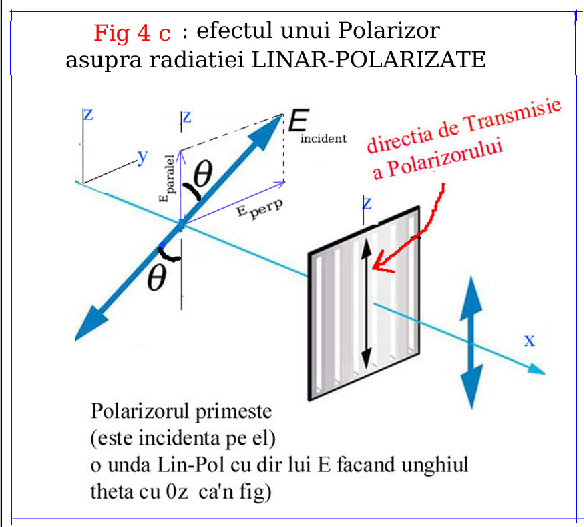 Fig 4 c : efectul unui Polarizor
asupra radiatiei LINAR-POLARIZATE
z
z
E incident
directia de Transmisie
a Polarizorului
y
θ
E paralel
E perp
z
θ
x
Polarizorul primeste
(este incidenta pe el)
o unda Lin-Pol cu dir lui E facand unghiul
theta cu 0z ca'n fig)